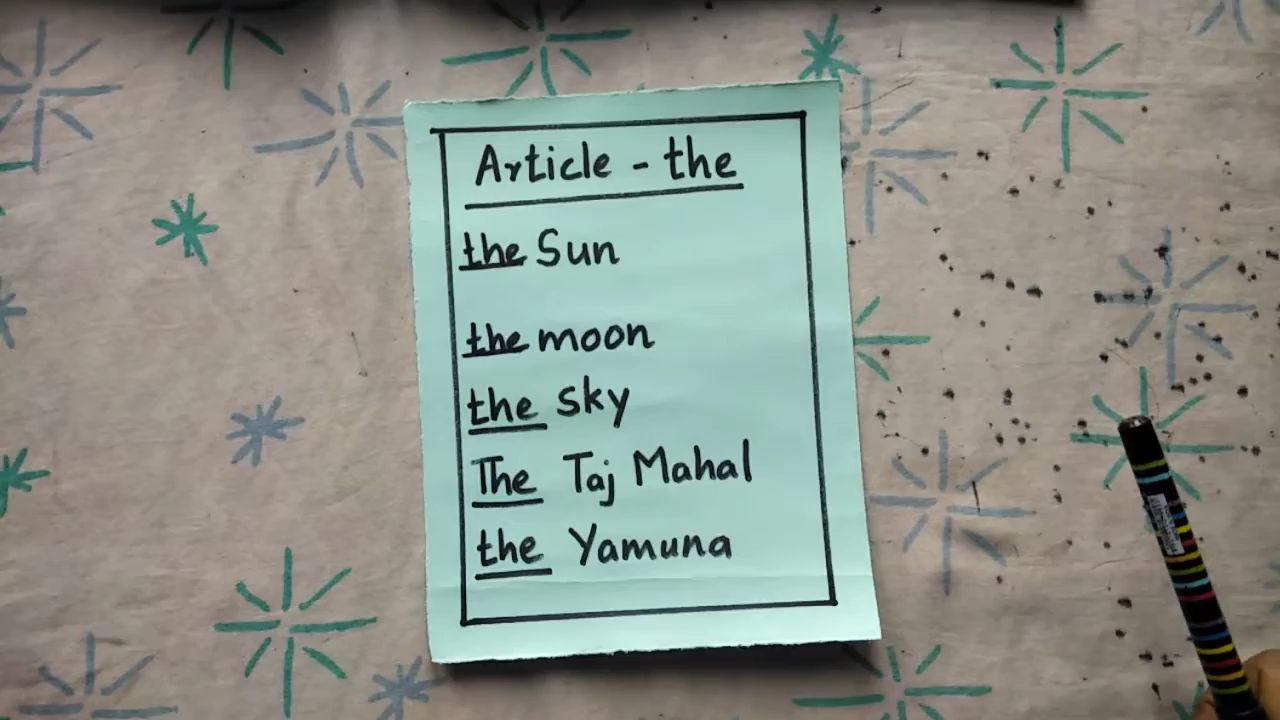 Article - the
the Sun
the moon
the sky
The Taj Mahal
the Yamuna